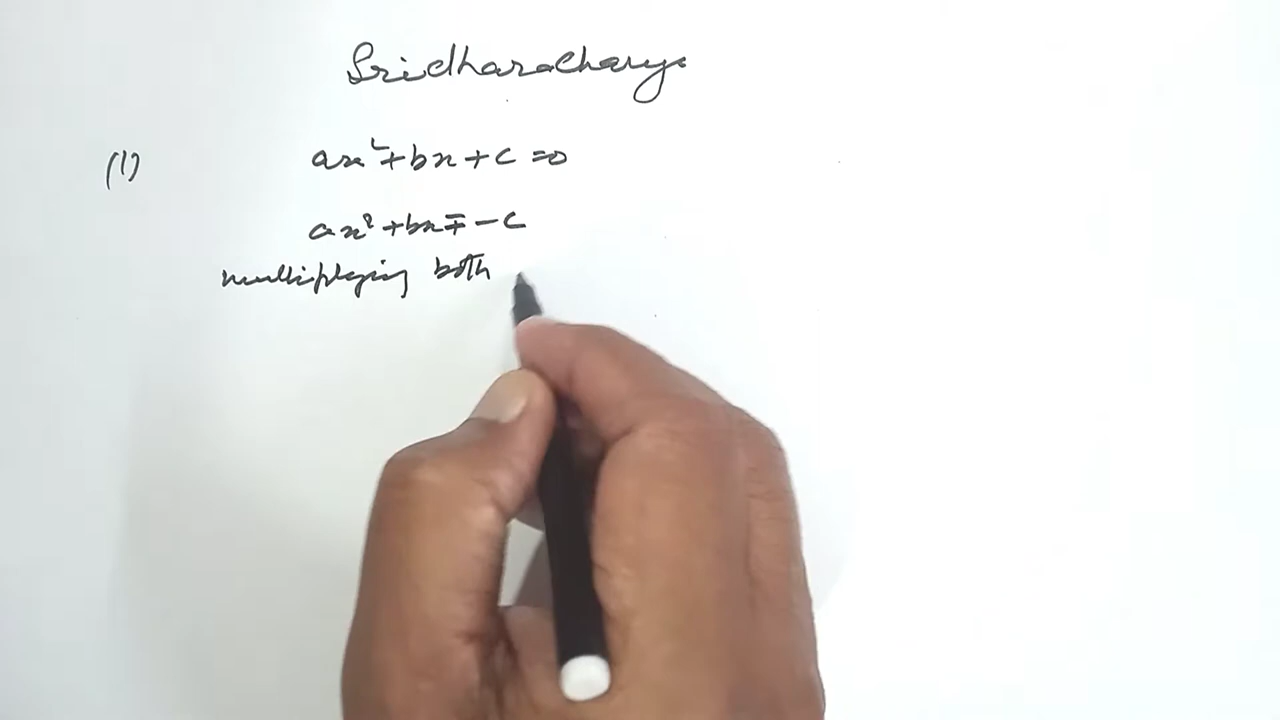 Sridharacharya
(1) ax²+bx+c=0
ax²+bx=-c
multiplying both